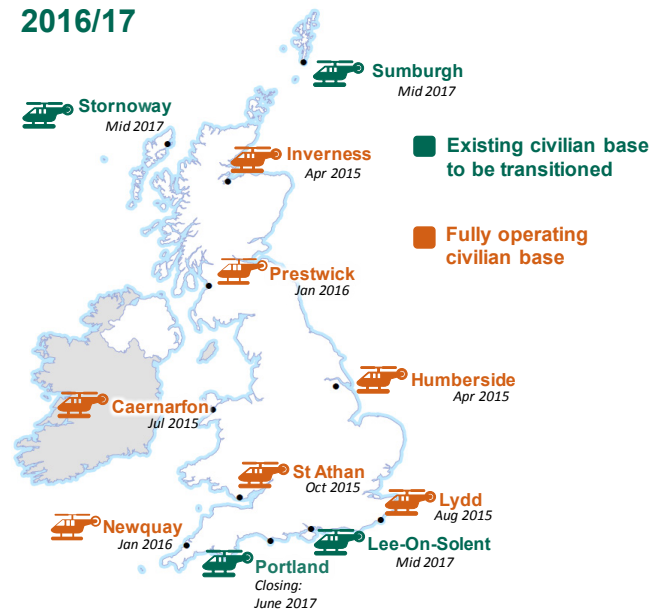 2016/17
Sumburgh
Mid 2017
Stornoway
Mid 2017
Existing civilian base
to be transitioned
Inverness
Apr 2015
Fully operating
civilian base
Prestwick
Jan 2016
Humberside
Apr 2015
Caernarfon
Jul 2015
St Athan
Oct 2015
Lydd
Aug 2015
Newquay
Jan 2016
Lee-On-Solent
Mid 2017
Portland
Closing:
June 2017